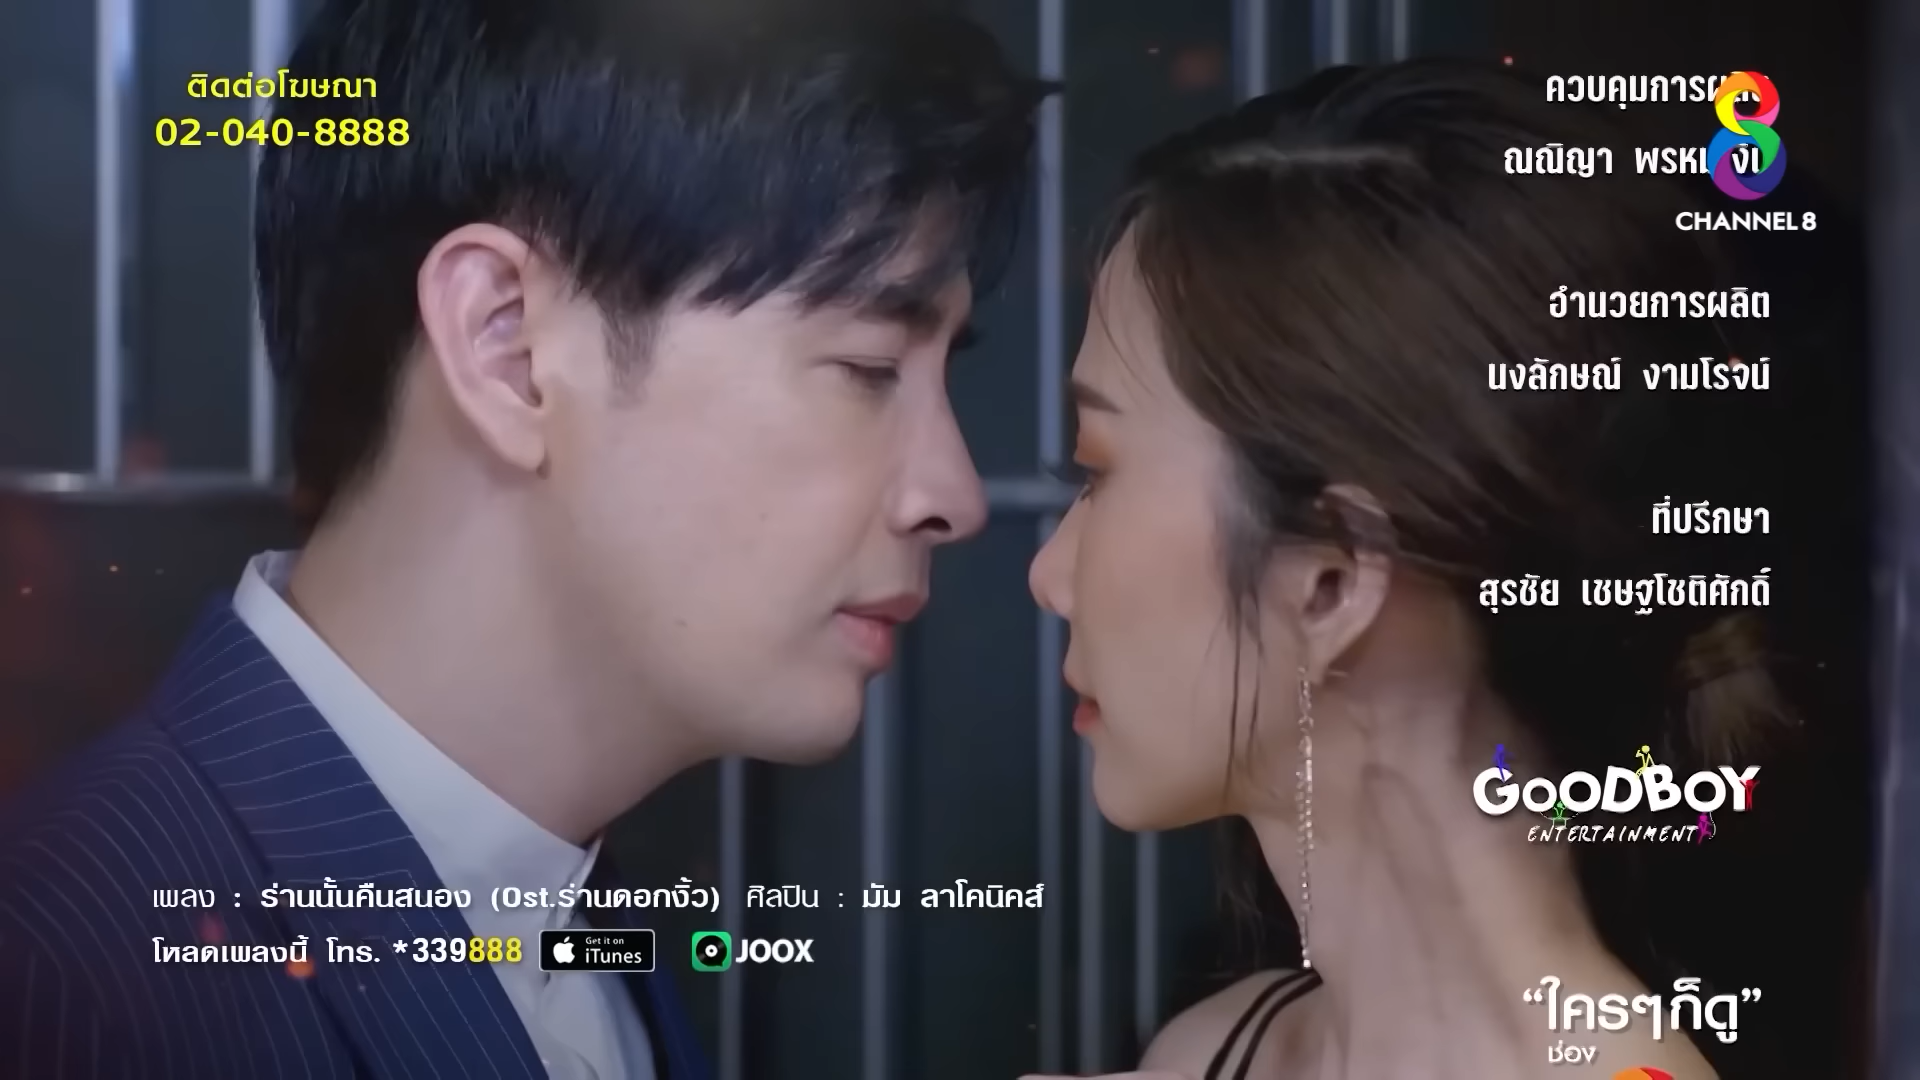 ติดต่อโฆษณา
02-040-8888
ควบคุมการผลิต
ณณิญา
CHANNEL 8
อำนวยการผลิต
นงลักษณ์ งามโรจน์
ที่ปรึกษา
สุรชัย เชษฐโชติศักดิ์
GOODBOY
ENTERTAINMENT
เพลง : ร่านนั้นคืนสนอง (Ost.ร่านดอกงิ้ว) ศิลปิน : มัม ลาโคนิคส์
โหลดเพลงนี้ โทร. *339888 Get it on iTunes JOOX
“ใครๆก็ดู”
ช่อง